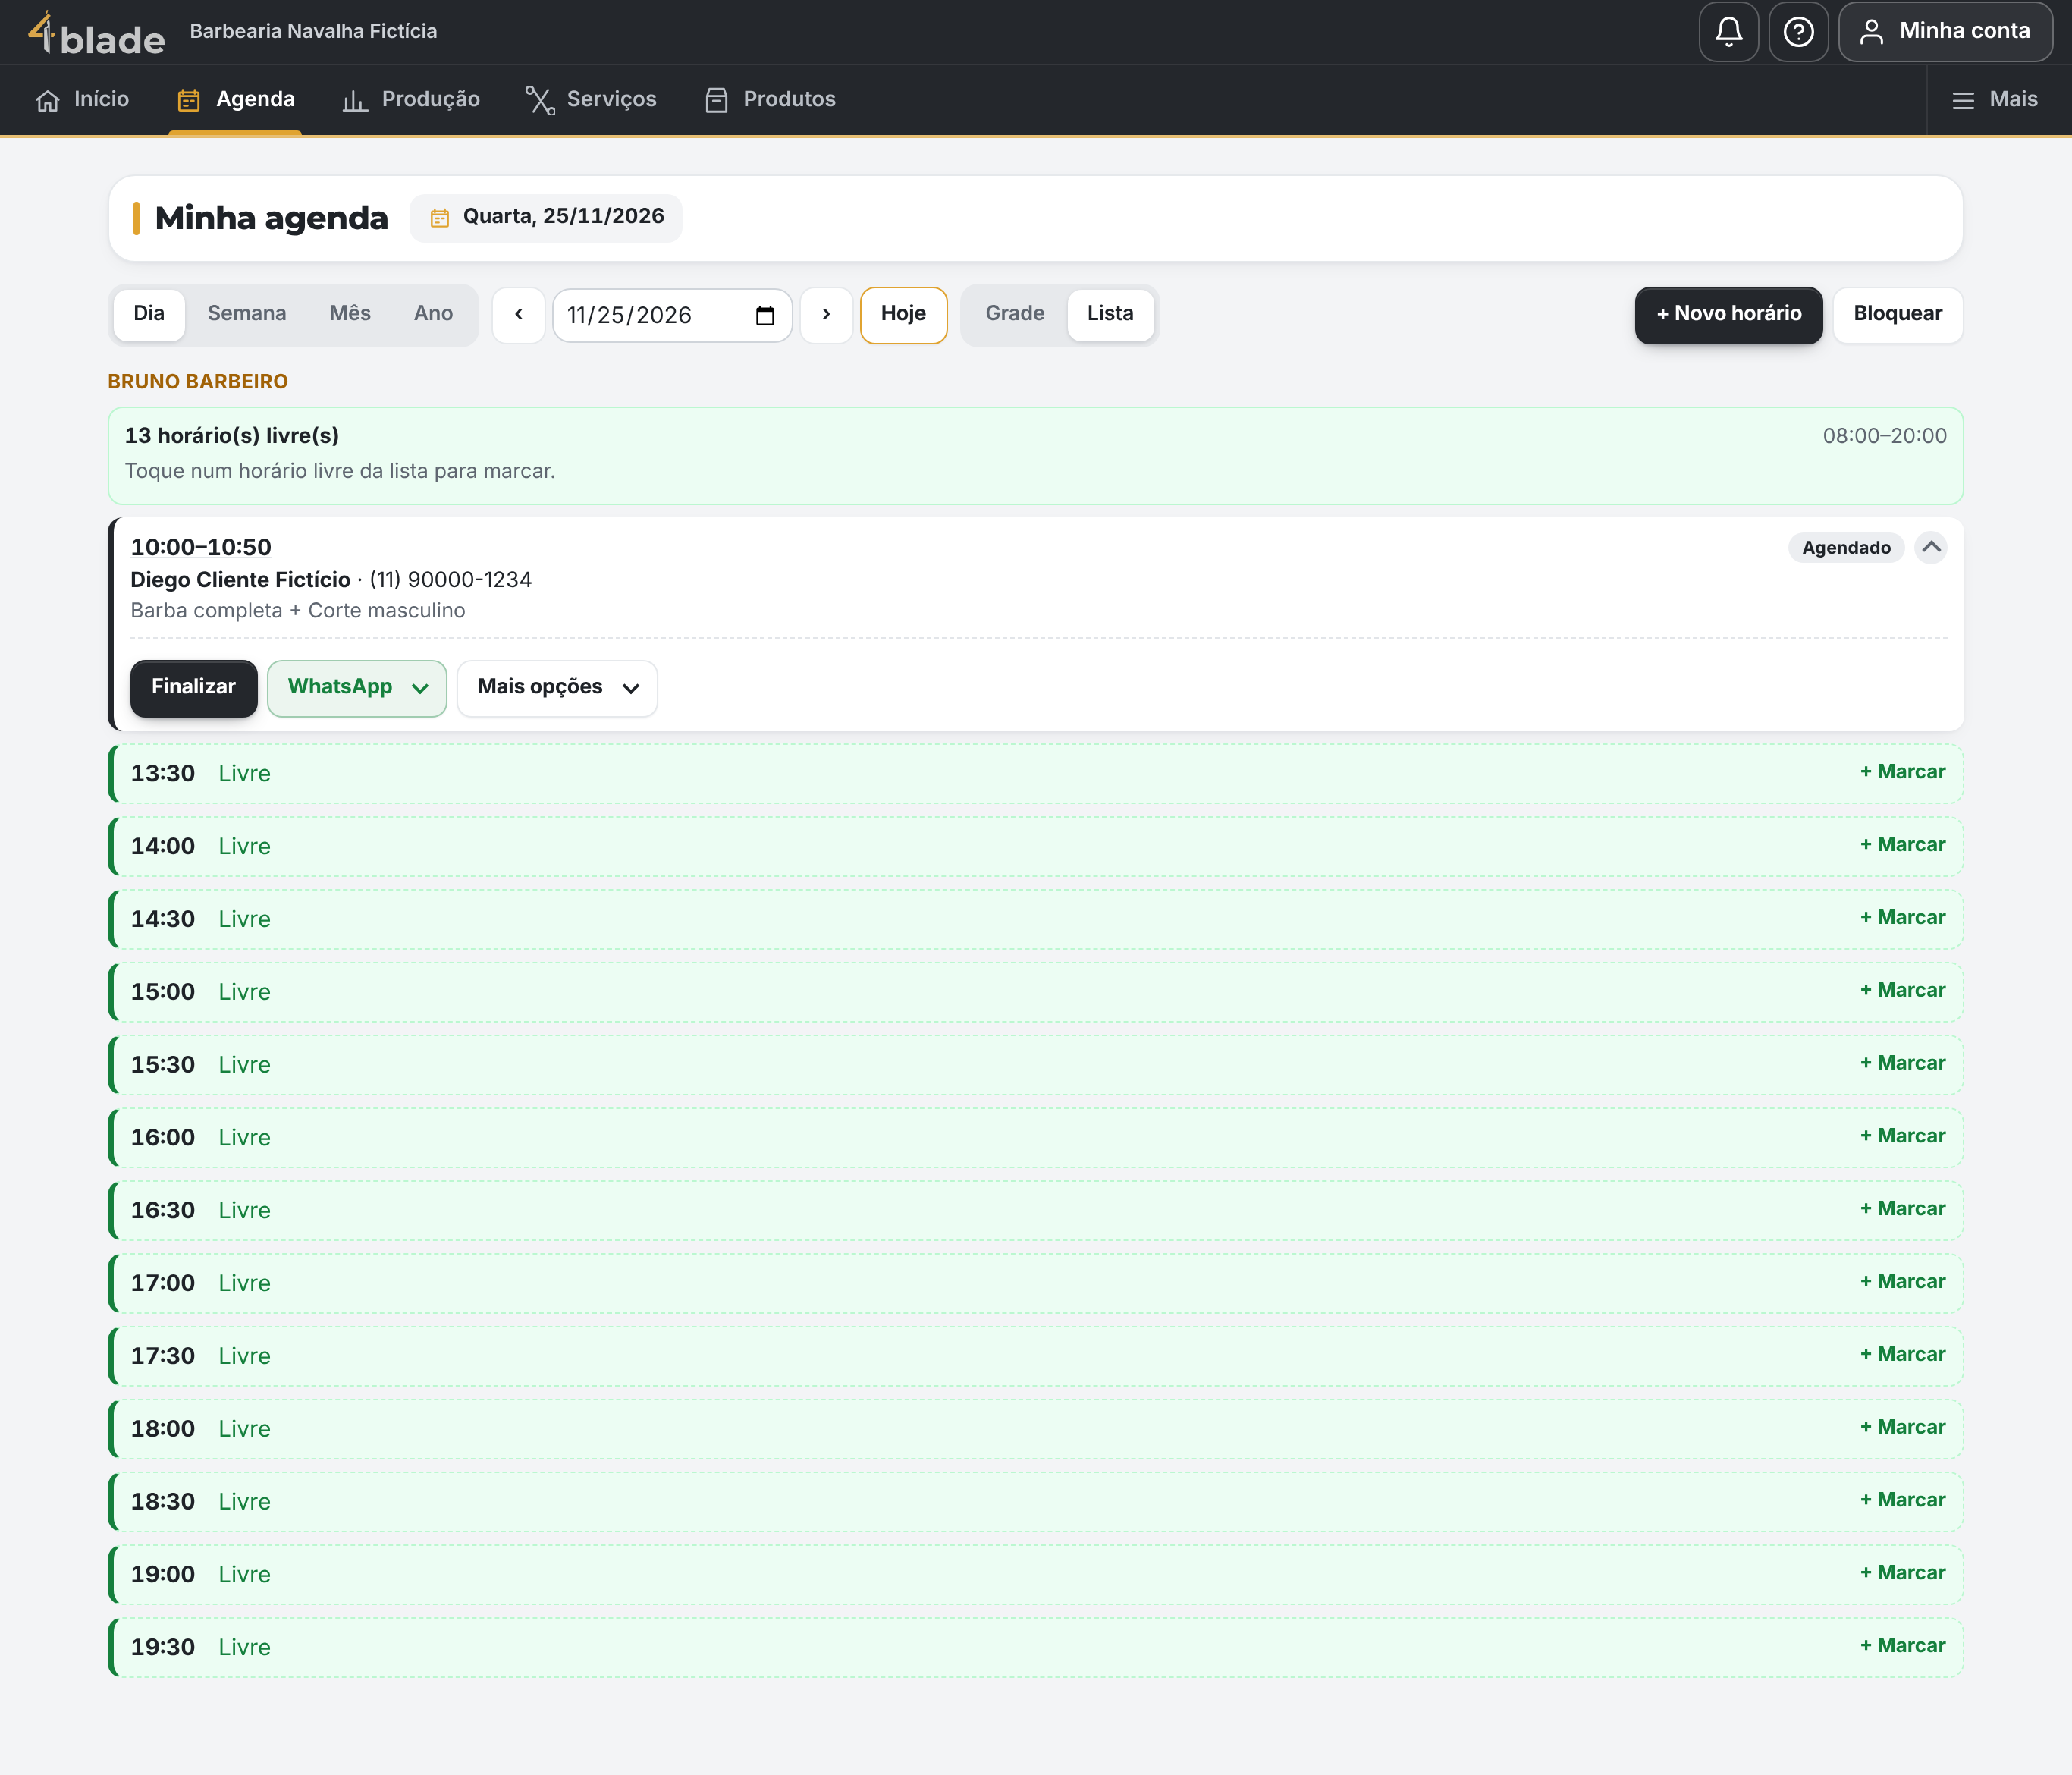 4blade
Barbearia Navalha Fictícia
Minha conta
Início
Agenda
Produção
Serviços
Produtos
Mais
Minha agenda
Quarta, 25/11/2026
Dia
Semana
Mês
Ano
‹
11/25/2026
›
Hoje
Grade
Lista
+ Novo horário
Bloquear
BRUNO BARBEIRO
13 horário(s) livre(s)
08:00–20:00
Toque num horário livre da lista para marcar.
10:00–10:50
Agendado
Diego Cliente Fictício · (11) 90000-1234
Barba completa + Corte masculino
Finalizar
WhatsApp
Mais opções
13:30 Livre + Marcar
14:00 Livre + Marcar
14:30 Livre + Marcar
15:00 Livre + Marcar
15:30 Livre + Marcar
16:00 Livre + Marcar
16:30 Livre + Marcar
17:00 Livre + Marcar
17:30 Livre + Marcar
18:00 Livre + Marcar
18:30 Livre + Marcar
19:00 Livre + Marcar
19:30 Livre + Marcar